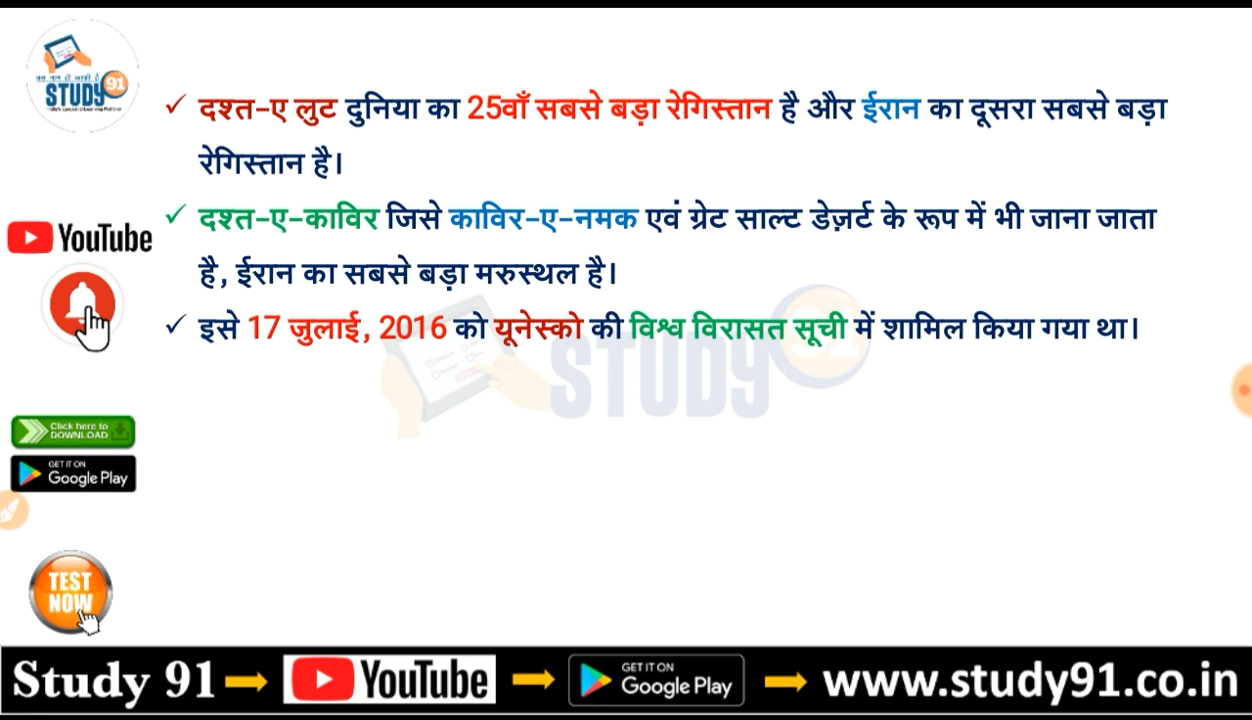 STUDY 91
✓ दश्त-ए लुट दुनिया का 25वाँ सबसे बड़ा रेगिस्तान है और ईरान का दूसरा सबसे बड़ा
रेगिस्तान है।
✓ दश्त-ए-काविर जिसे काविर-ए-नमक एवं ग्रेट साल्ट डेज़र्ट के रूप में भी जाना जाता
है, ईरान का सबसे बड़ा मरुस्थल है।
✓ इसे 17 जुलाई, 2016 को यूनेस्को की विश्व विरासत सूची में शामिल किया गया था।
YouTube
STUDY 91
Click here to
DOWNLOAD
GET IT ON
Google Play
TEST
NOW
Study 91 YouTube GET IT ON Google Play www.study91.co.in